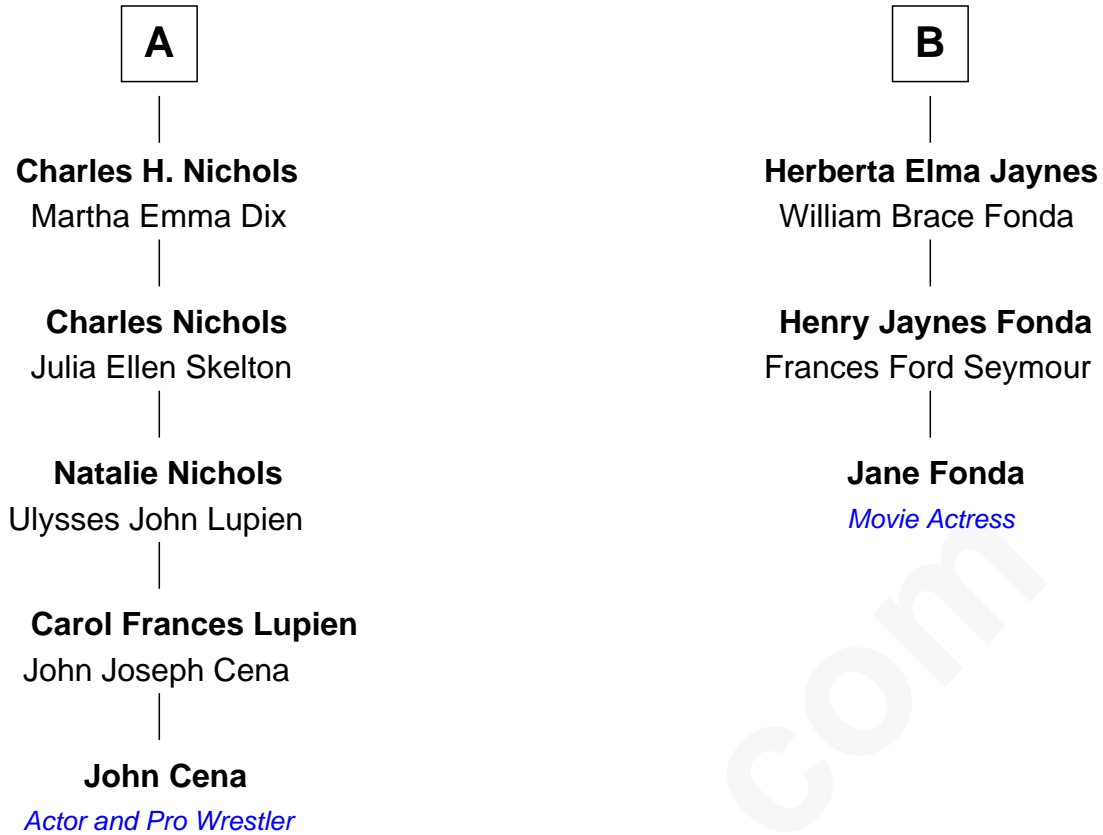 A
Charles H. Nichols
Martha Emma Dix
Charles Nichols
Julia Ellen Skelton
Natalie Nichols
Ulysses John Lupien
Carol Frances Lupien
John Joseph Cena
John Cena
Actor and Pro Wrestler
B
Herberta Elma Jaynes
William Brace Fonda
Henry Jaynes Fonda
Frances Ford Seymour
Jane Fonda
Movie Actress
com